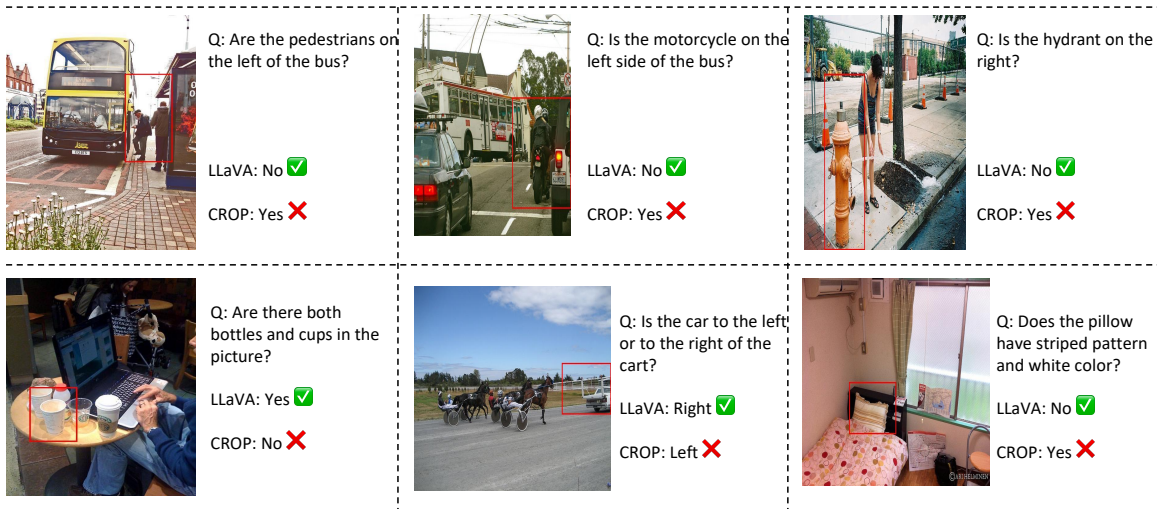 Q: Are the pedestrians on
the left of the bus?
LLaVA: No ✅
CROP: Yes ❌
Q: Is the motorcycle on the
left side of the bus?
LLaVA: No ✅
CROP: Yes ❌
Q: Is the hydrant on the
right?
LLaVA: No ✅
CROP: Yes ❌
Q: Are there both
bottles and cups in the
picture?
LLaVA: Yes ✅
CROP: No ❌
Q: Is the car to the left
or to the right of the
cart?
LLaVA: Right ✅
CROP: Left ❌
Q: Does the pillow
have striped pattern
and white color?
LLaVA: No ✅
CROP: Yes ❌
©ARIHELMINEN